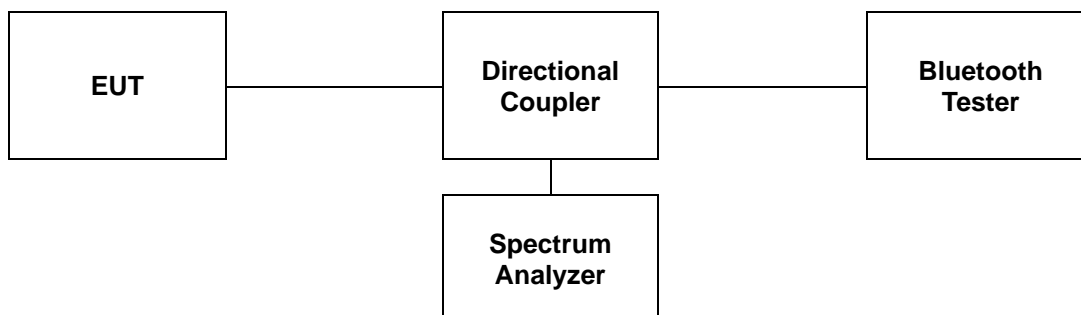 EUT
Directional
Coupler
Bluetooth
Tester
Spectrum
Analyzer